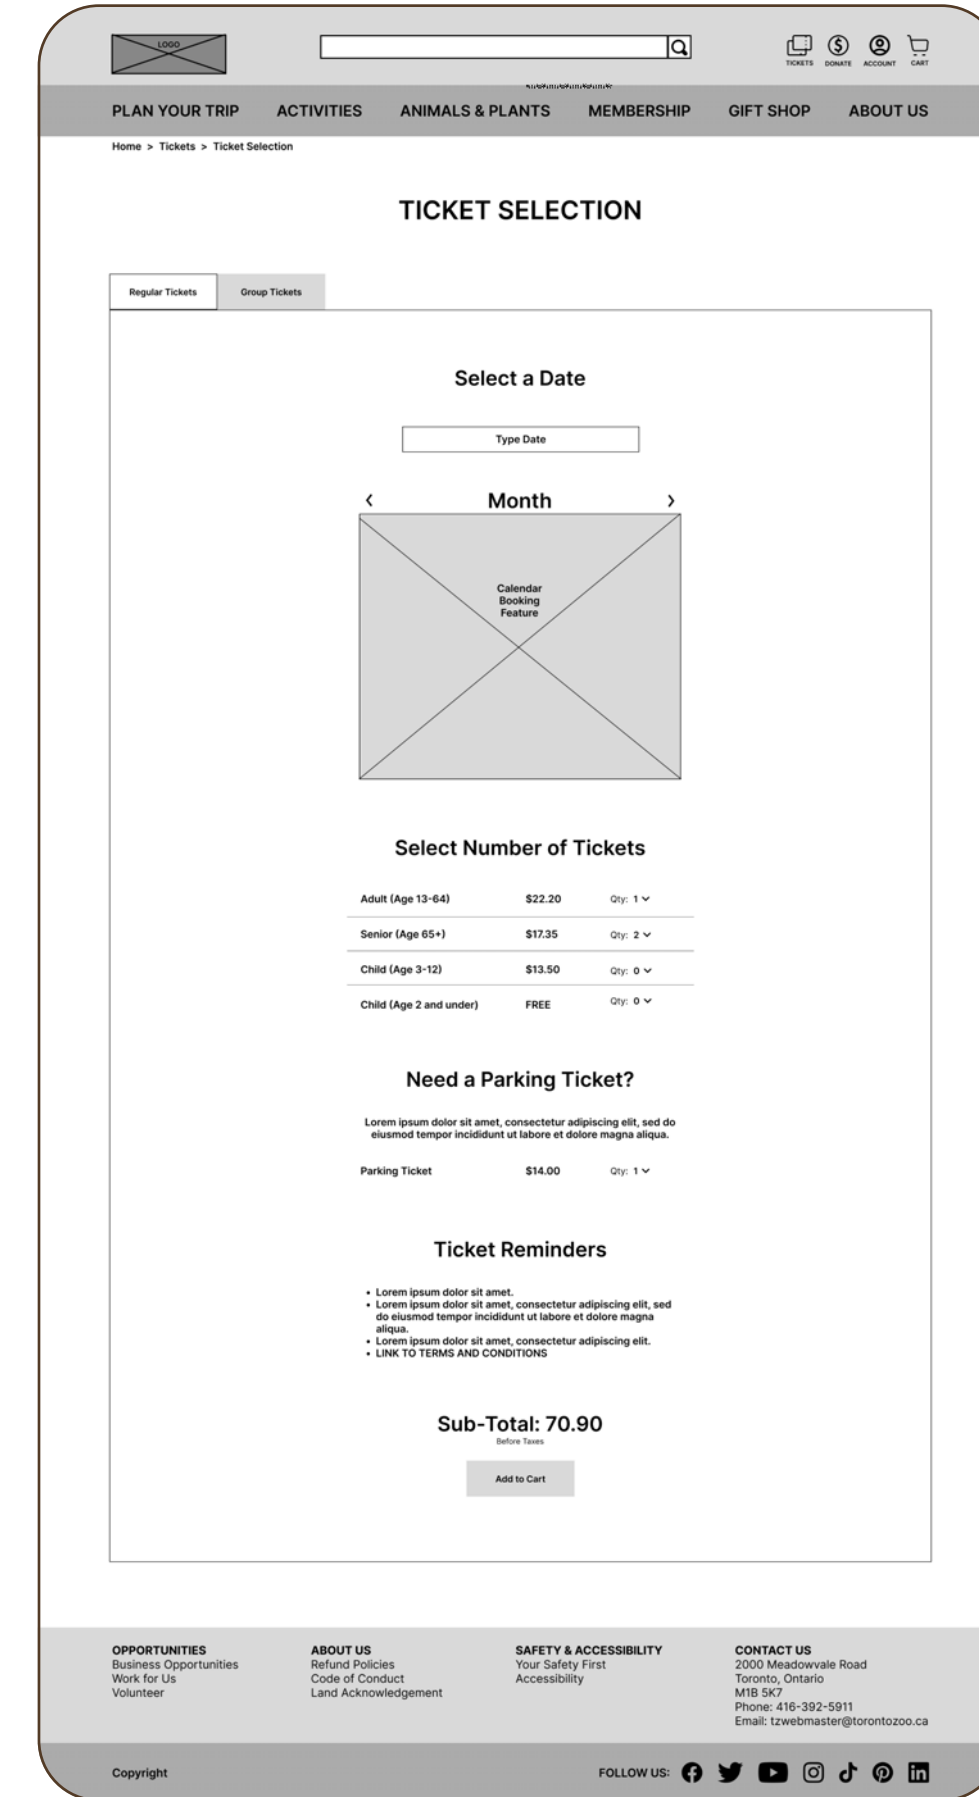 LOGO
TICKETS DONATE ACCOUNT CART
PLAN YOUR TRIP ACTIVITIES ANIMALS & PLANTS MEMBERSHIP GIFT SHOP ABOUT US
Home > Tickets > Ticket Selection
TICKET SELECTION
Regular Tickets Group Tickets
Select a Date
Type Date
Month
Calendar
Booking
Feature
Select Number of Tickets
Adult (Age 13-64) $22.20 Qty: 1
Senior (Age 65+) $17.35 Qty: 2
Child (Age 3-12) $13.50 Qty: 0
Child (Age 2 and under) FREE Qty: 0
Need a Parking Ticket?
Lorem ipsum dolor sit amet, consectetur adipiscing elit, sed do
eiusmod tempor incididunt ut labore et dolore magna aliqua.
Parking Ticket $14.00 Qty: 1
Ticket Reminders
• Lorem ipsum dolor sit amet.
• Lorem ipsum dolor sit amet, consectetur adipiscing elit, sed
do eiusmod tempor incididunt ut labore et dolore magna
aliqua.
• Lorem ipsum dolor sit amet, consectetur adipiscing elit.
• LINK TO TERMS AND CONDITIONS
Sub-Total: 70.90
Before Taxes
Add to Cart
OPPORTUNITIES
Business Opportunities
Work for Us
Volunteer
ABOUT US
Refund Policies
Code of Conduct
Land Acknowledgement
SAFETY & ACCESSIBILITY
Your Safety First
Accessibility
CONTACT US
2000 Meadowvale Road
Toronto, Ontario
M1B 5K7
Phone: 416-392-5911
Email: tzwebmaster@torontozoo.ca
Copyright
FOLLOW US: